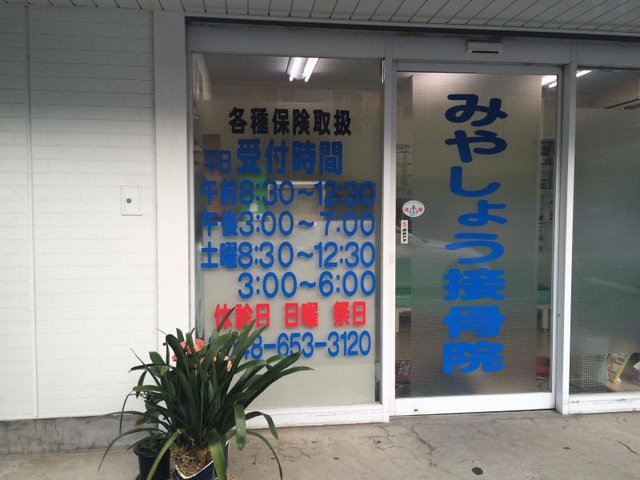 各種保険取扱
平日 受付時間
午前8:30～12:30
午後3:00～7:00
土曜8:30～12:30
3:00～6:00
休診日 日曜 祭日
48-653-3120
みやしょう接骨院